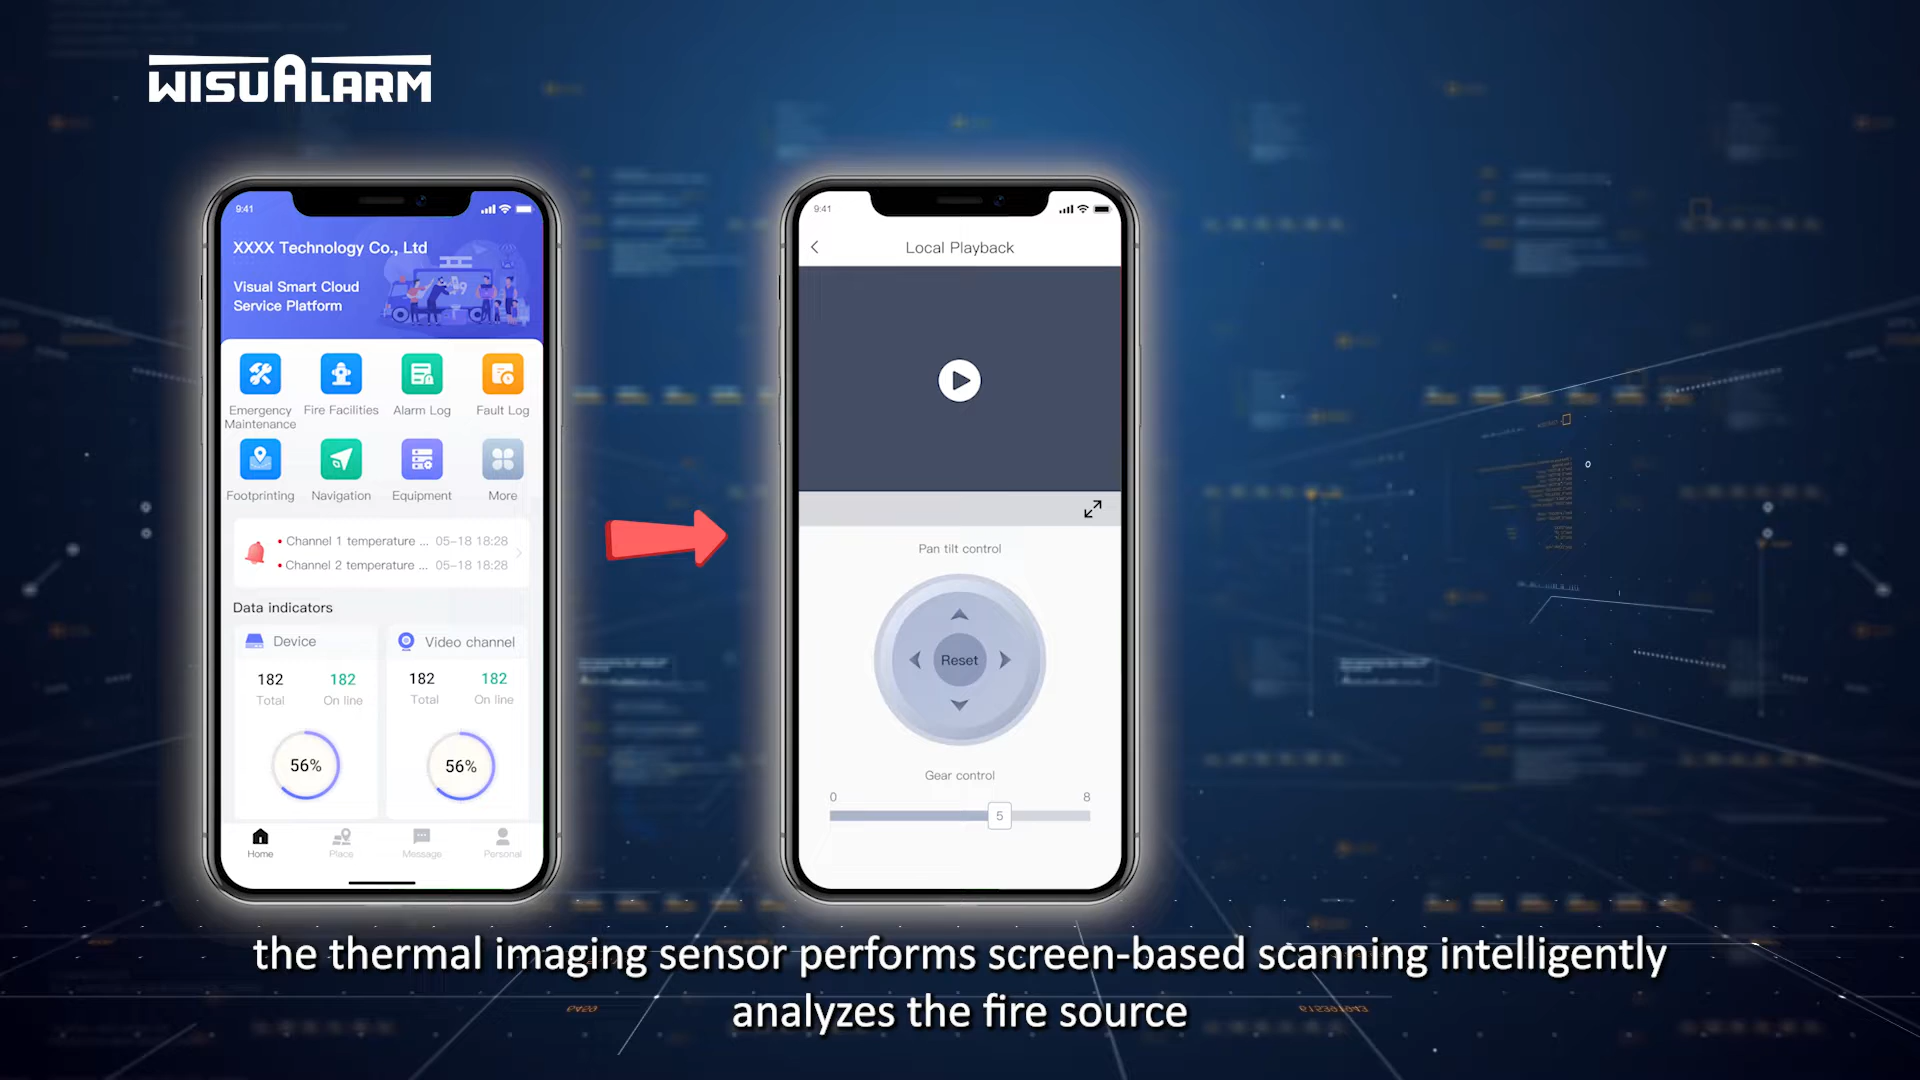 WISUALARM
9:41
XXXX Technology Co., Ltd
Visual Smart Cloud
Service Platform
Emergency
Maintenance
Fire Facilities
Alarm Log
Fault Log
Footprinting
Navigation
Equipment
More
• Channel 1 temperature ... 05-18 18:28
• Channel 2 temperature ... 05-18 18:28
Data indicators
Device
182 182
Total On line
56%
Video channel
182 182
Total On line
56%
Home
Place
Message
Personal
9:41
Local Playback
Pan tilt control
Reset
Gear control
0 8
5
the thermal imaging sensor performs screen-based scanning intelligently
analyzes the fire source